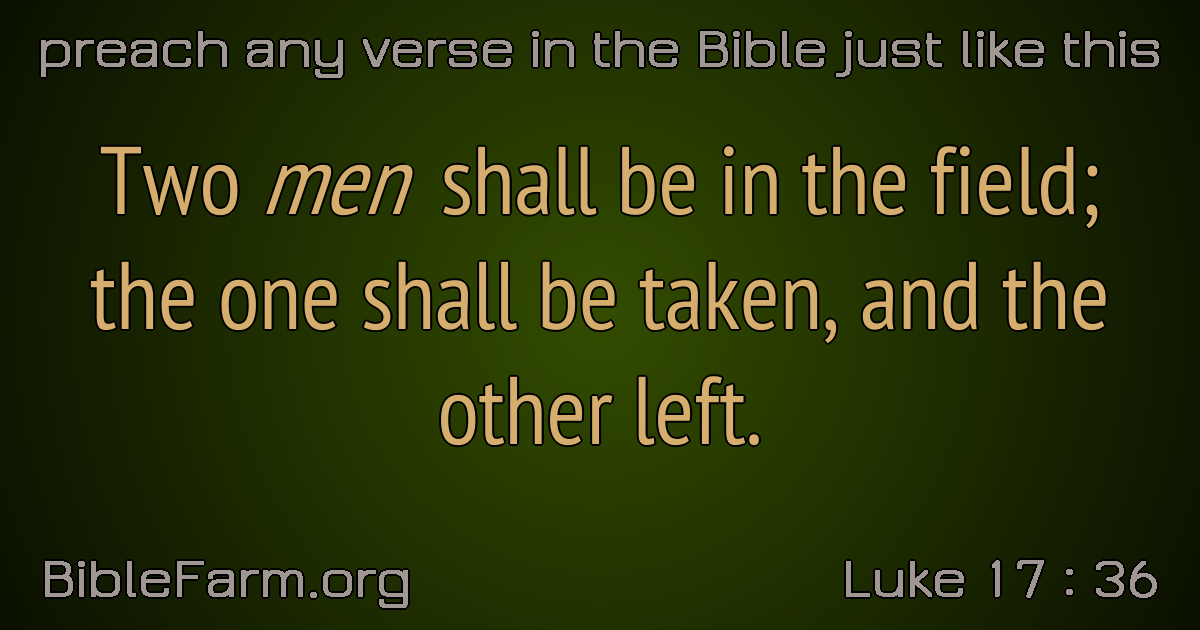 preach any verse in the Bible just like this
Two men shall be in the field;
the one shall be taken, and the
other left.
BibleFarm.org
Luke 17 : 36